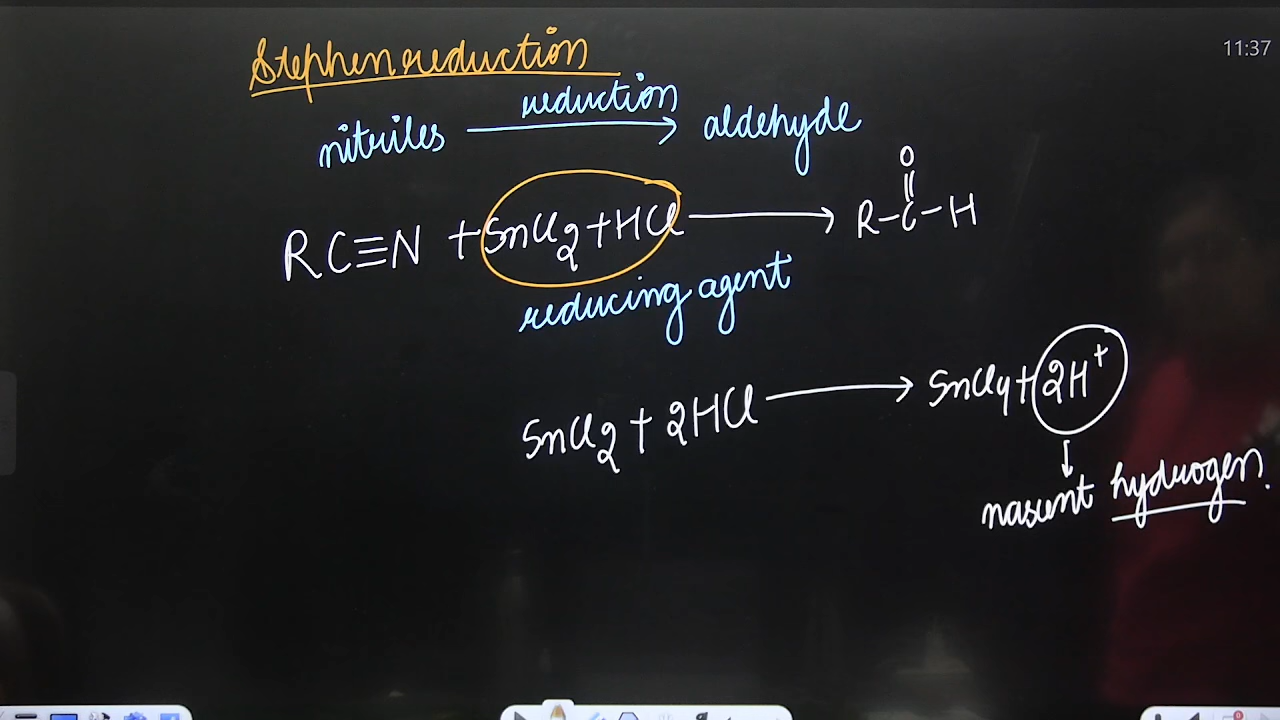 11:37
Stephen reduction
nitriles reduction → aldehyde
RC≡N + SnCl2 + HCl → R-C-H
O
reducing agent
SnCl2 + 2HCl → SnCl4 + 2H+
nascent hydrogen.